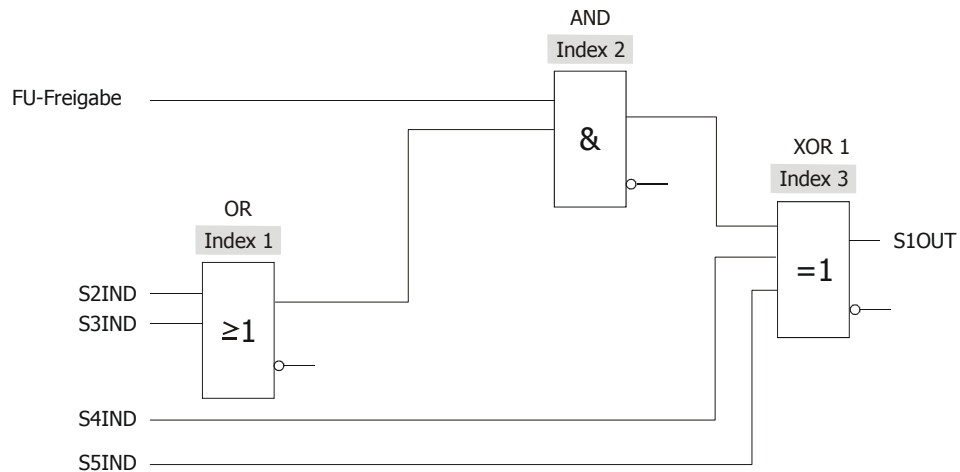 AND
Index 2
FU-Freigabe
&
XOR 1
Index 3
OR
Index 1
S1OUT
=1
S2IND
S3IND
≥1
S4IND
S5IND